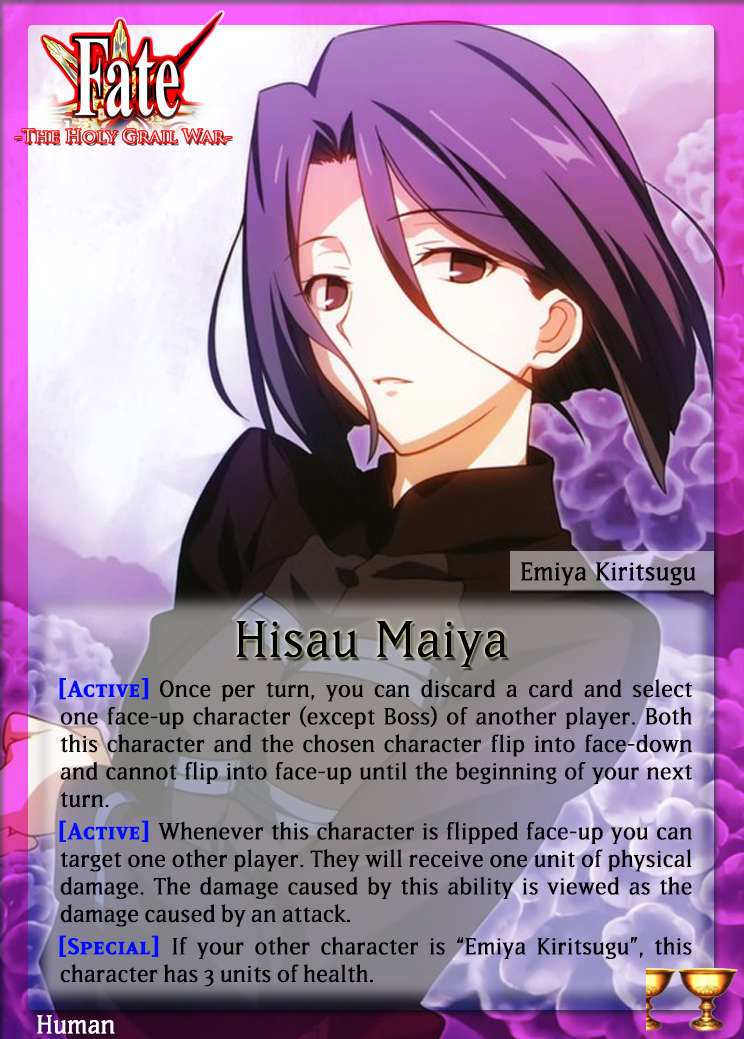 Fate
-The Holy Grail War-
Emiya Kiritsugu
Hisau Maiya
[Active] Once per turn, you can discard a card and select
one face-up character (except Boss) of another player. Both
this character and the chosen character flip into face-down
and cannot flip into face-up until the beginning of your next
turn.
[Active] Whenever this character is flipped face-up you can
target one other player. They will receive one unit of physical
damage. The damage caused by this ability is viewed as the
damage caused by an attack.
[Special] If your other character is “Emiya Kiritsugu”, this
character has 3 units of health.
Human